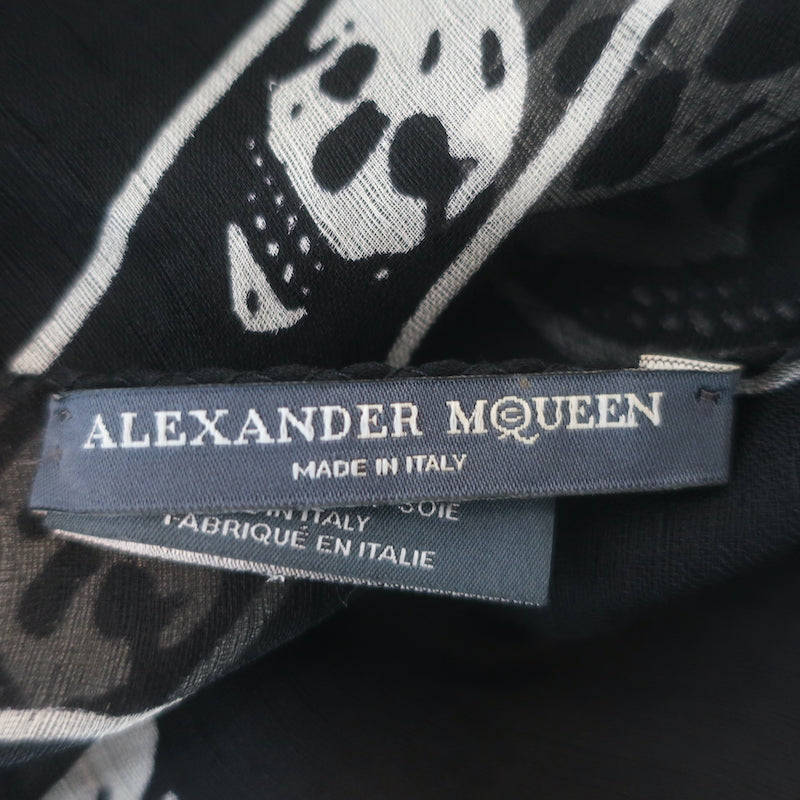 ALEXANDER McQUEEN
MADE IN ITALY
SOIE
IN ITALY
FABRIQUÉ EN ITALIE